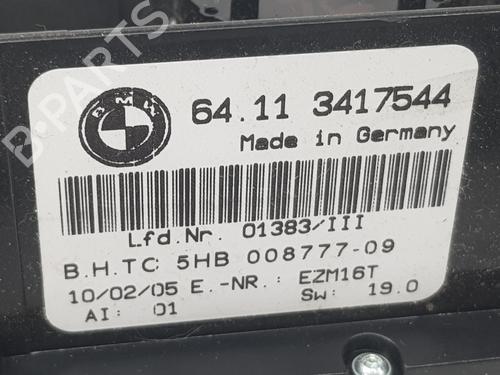 B-PARTS
BMW
64.11 3417544
Made in Germany
Lfd.Nr. 01383/III
B.H.TC 5HB 008777-09
10/02/05 E.-NR.: EZM16T
AI: 01 SW: 19.0